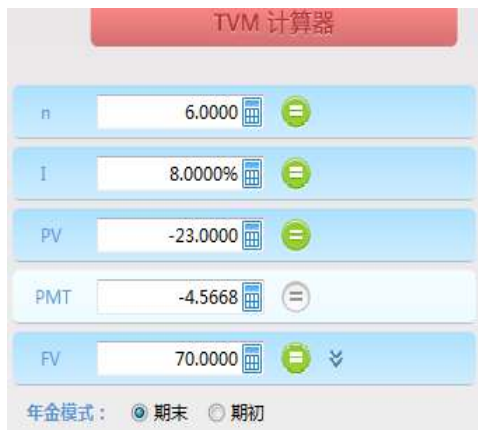 TVM 计算器
n 6.0000
I 8.0000%
PV -23.0000
PMT -4.5668
FV 70.0000
年金模式： 期末 期初